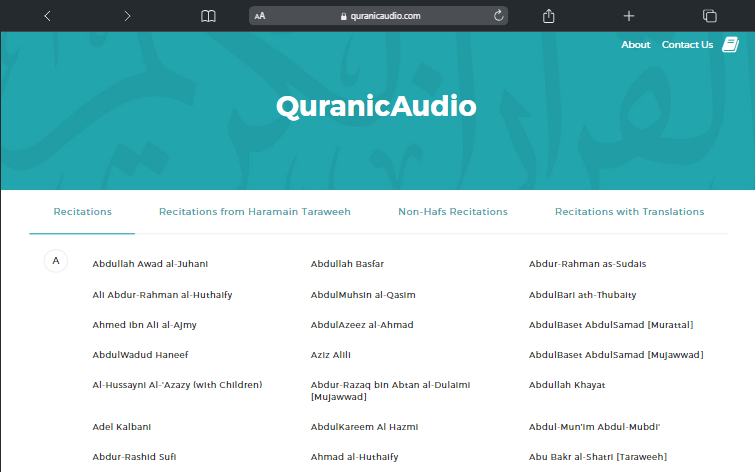 AA quranicaudio.com
About Contact Us
QuranicAudio
Recitations Recitations from Haramain Taraweeh Non-Hafs Recitations Recitations with Translations
A
Abdullah Awad al-Juhani Abdullah Basfar Abdur-Rahman as-Sudais
Ali Abdur-Rahman al-Huthaify AbdulMuhsin al-Qasim AbdulBari ath-Thubaity
Ahmed ibn Ali al-Ajmy AbdulAzeez al-Ahmad AbdulBaset AbdulSamad [Murattal]
AbdulWadud Haneef Aziz Alili AbdulBaset AbdulSamad [Mujawwad]
Al-Hussayni Al-'Azazy (with Children) Abdur-Razaq bin Abtan al-Dulaimi [Mujawwad] Abdullah Khayat
Adel Kalbani AbdulKareem Al Hazmi Abdul-Mun'im Abdul-Mubdi'
Abdur-Rashid Sufi Ahmad al-Huthaify Abu Bakr al-Shatri [Taraweeh]